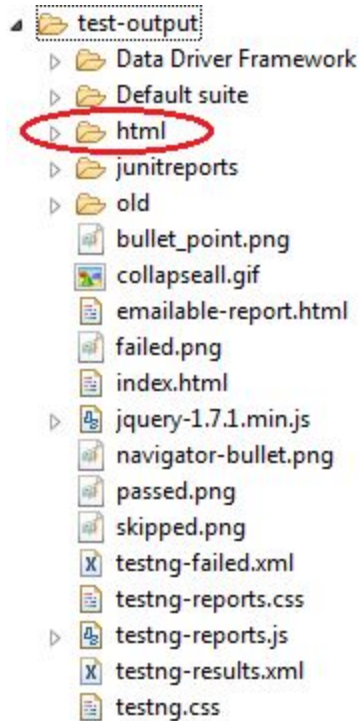 test-output
Data Driver Framework
Default suite
html
junitreports
old
bullet_point.png
collapseall.gif
emailable-report.html
failed.png
index.html
jquery-1.7.1.min.js
navigator-bullet.png
passed.png
skipped.png
testng-failed.xml
testng-reports.css
testng-reports.js
testng-results.xml
testng.css